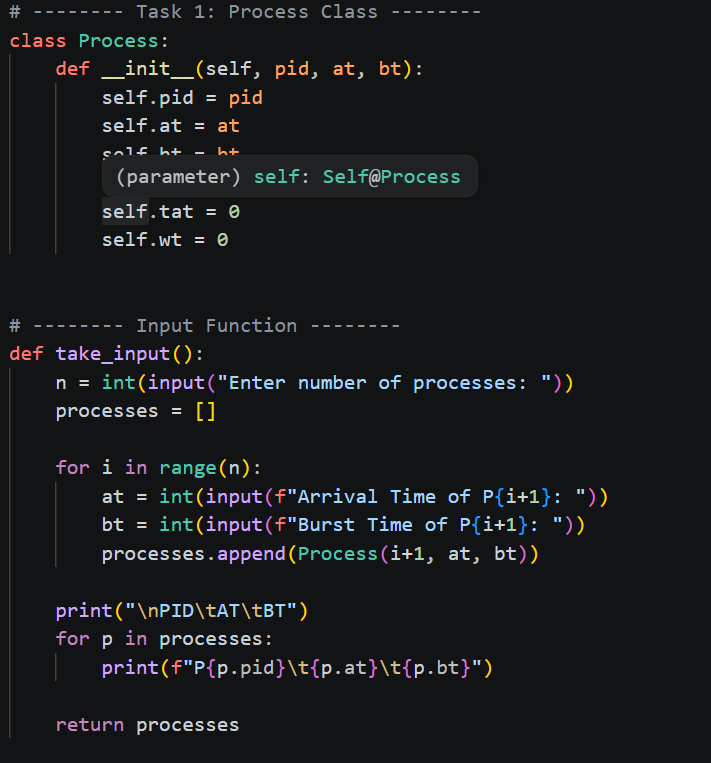 # -------- Task 1: Process Class --------
class Process:
    def __init__(self, pid, at, bt):
        self.pid = pid
        self.at = at
        self.bt = bt
(parameter) self: Self@Process
        self.tat = 0
        self.wt = 0
# -------- Input Function --------
def take_input():
    n = int(input("Enter number of processes: "))
    processes = []
    for i in range(n):
        at = int(input(f"Arrival Time of P{i+1}: "))
        bt = int(input(f"Burst Time of P{i+1}: "))
        processes.append(Process(i+1, at, bt))
    print("\nPID\tAT\tBT")
    for p in processes:
        print(f"P{p.pid}\t{p.at}\t{p.bt}")
    return processes